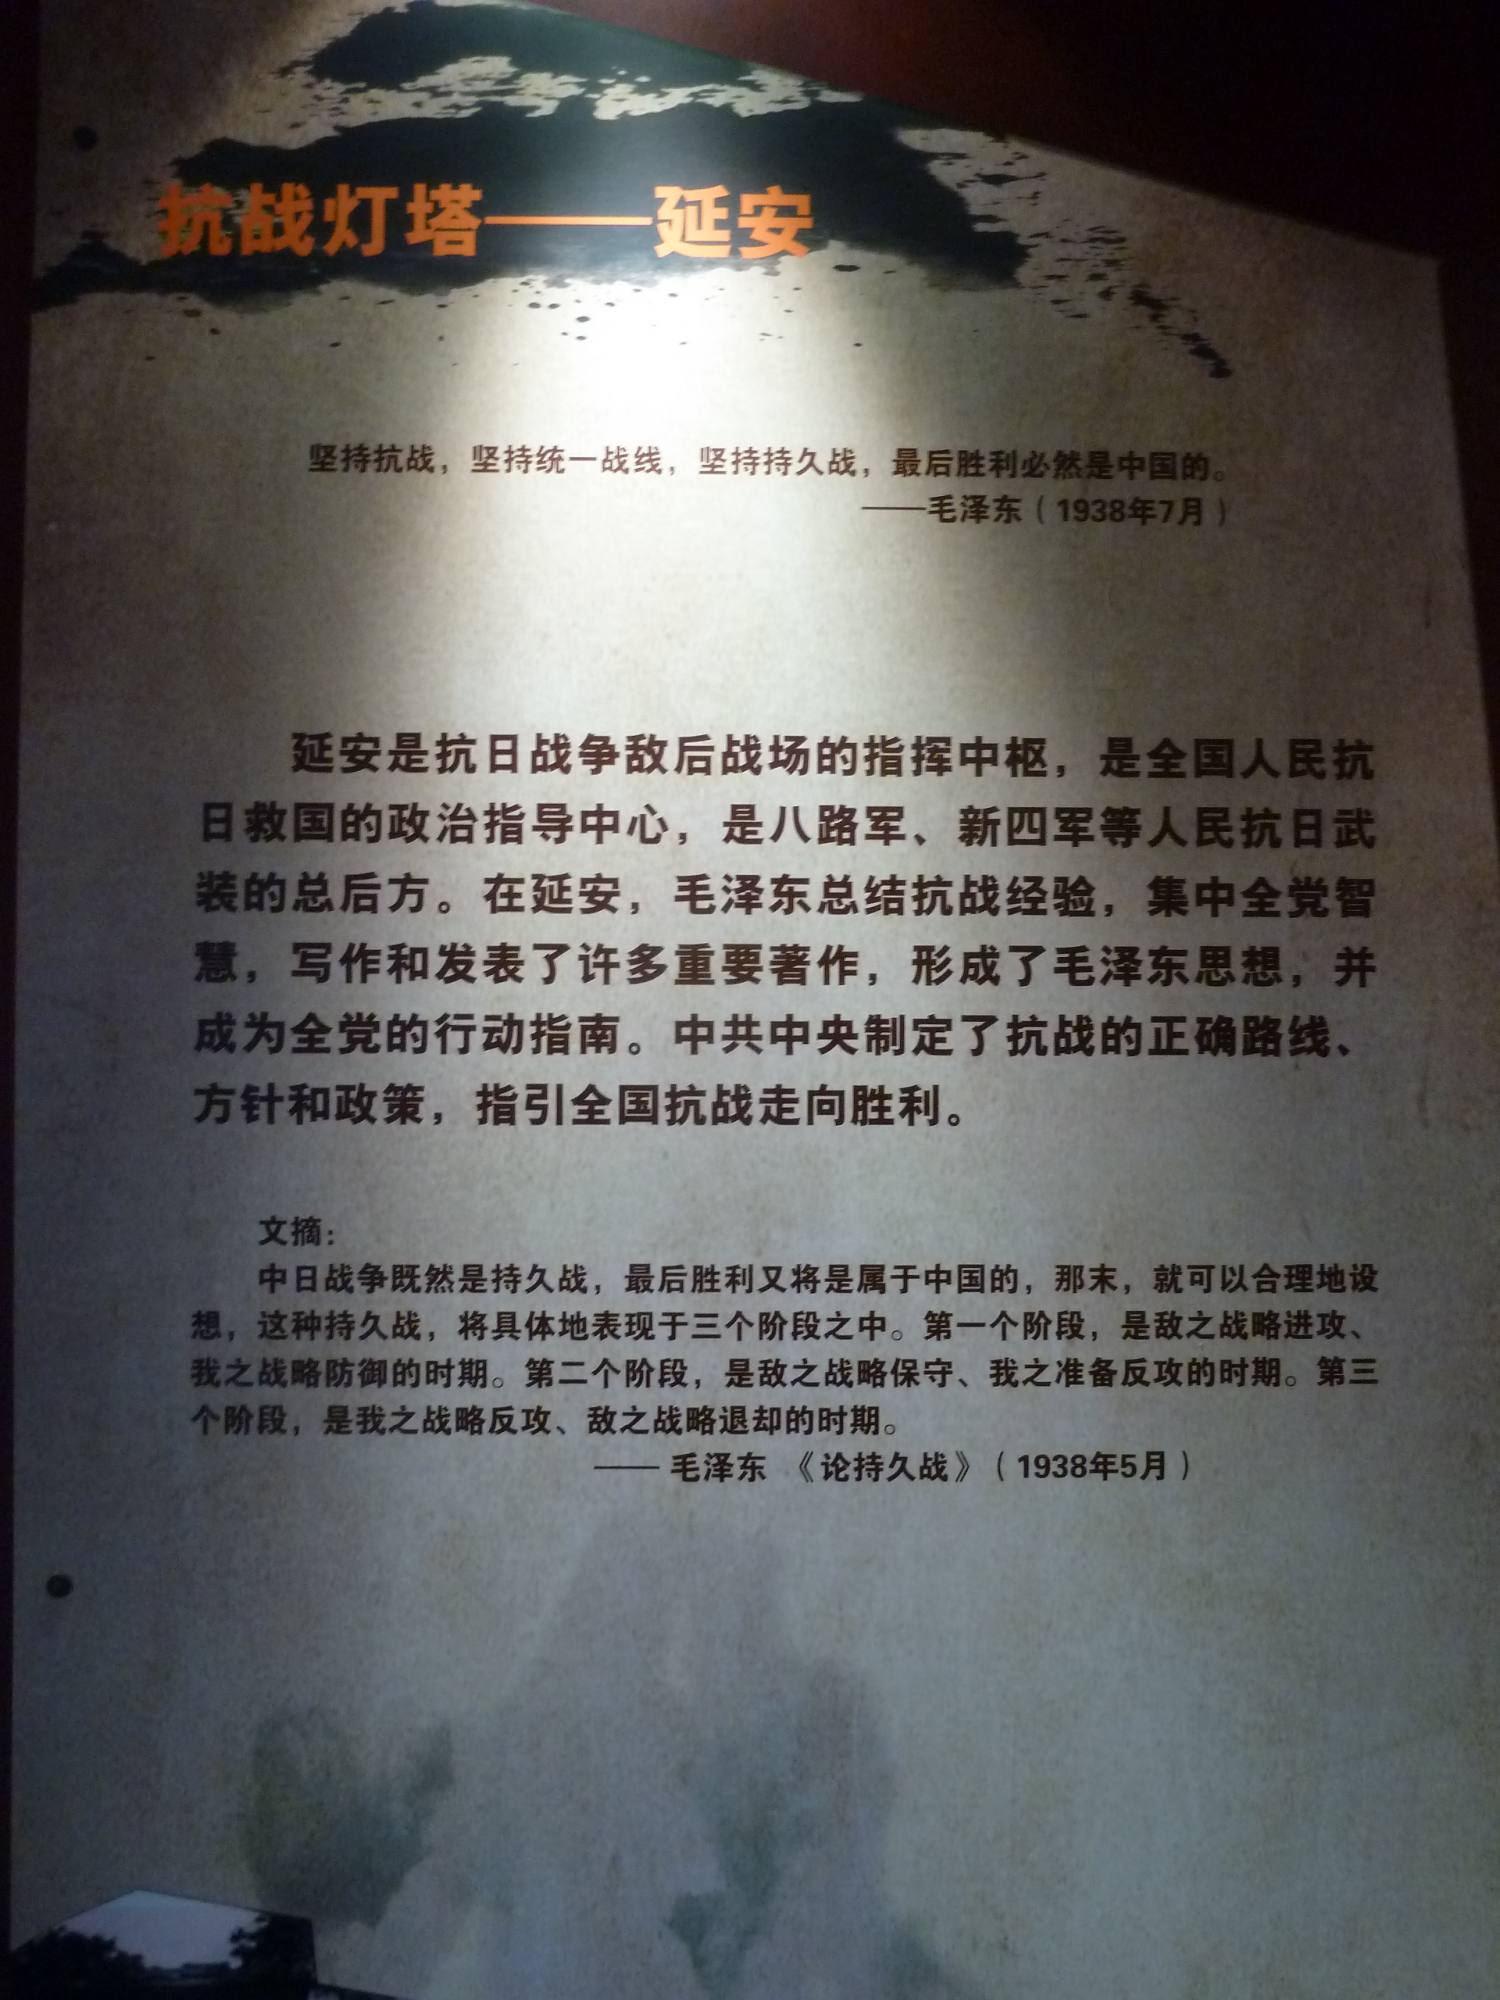 抗战灯塔——延安
坚持抗战，坚持统一战线，坚持持久战，最后胜利必然是中国的。
——毛泽东（1938年7月）
延安是抗日战争敌后战场的指挥中枢，是全国人民抗
日救国的政治指导中心，是八路军、新四军等人民抗日武
装的总后方。在延安，毛泽东总结抗战经验，集中全党智
慧，写作和发表了许多重要著作，形成了毛泽东思想，并
成为全党的行动指南。中共中央制定了抗战的正确路线、
方针和政策，指引全国抗战走向胜利。
文摘：
中日战争既然是持久战，最后胜利又将是属于中国的，那末，就可以合理地设
想，这种持久战，将具体地表现于三个阶段之中。第一个阶段，是敌之战略进攻、
我之战略防御的时期。第二个阶段，是敌之战略保守、我之准备反攻的时期。第三
个阶段，是我之战略反攻、敌之战略退却的时期。
—— 毛泽东 《论持久战》（1938年5月）